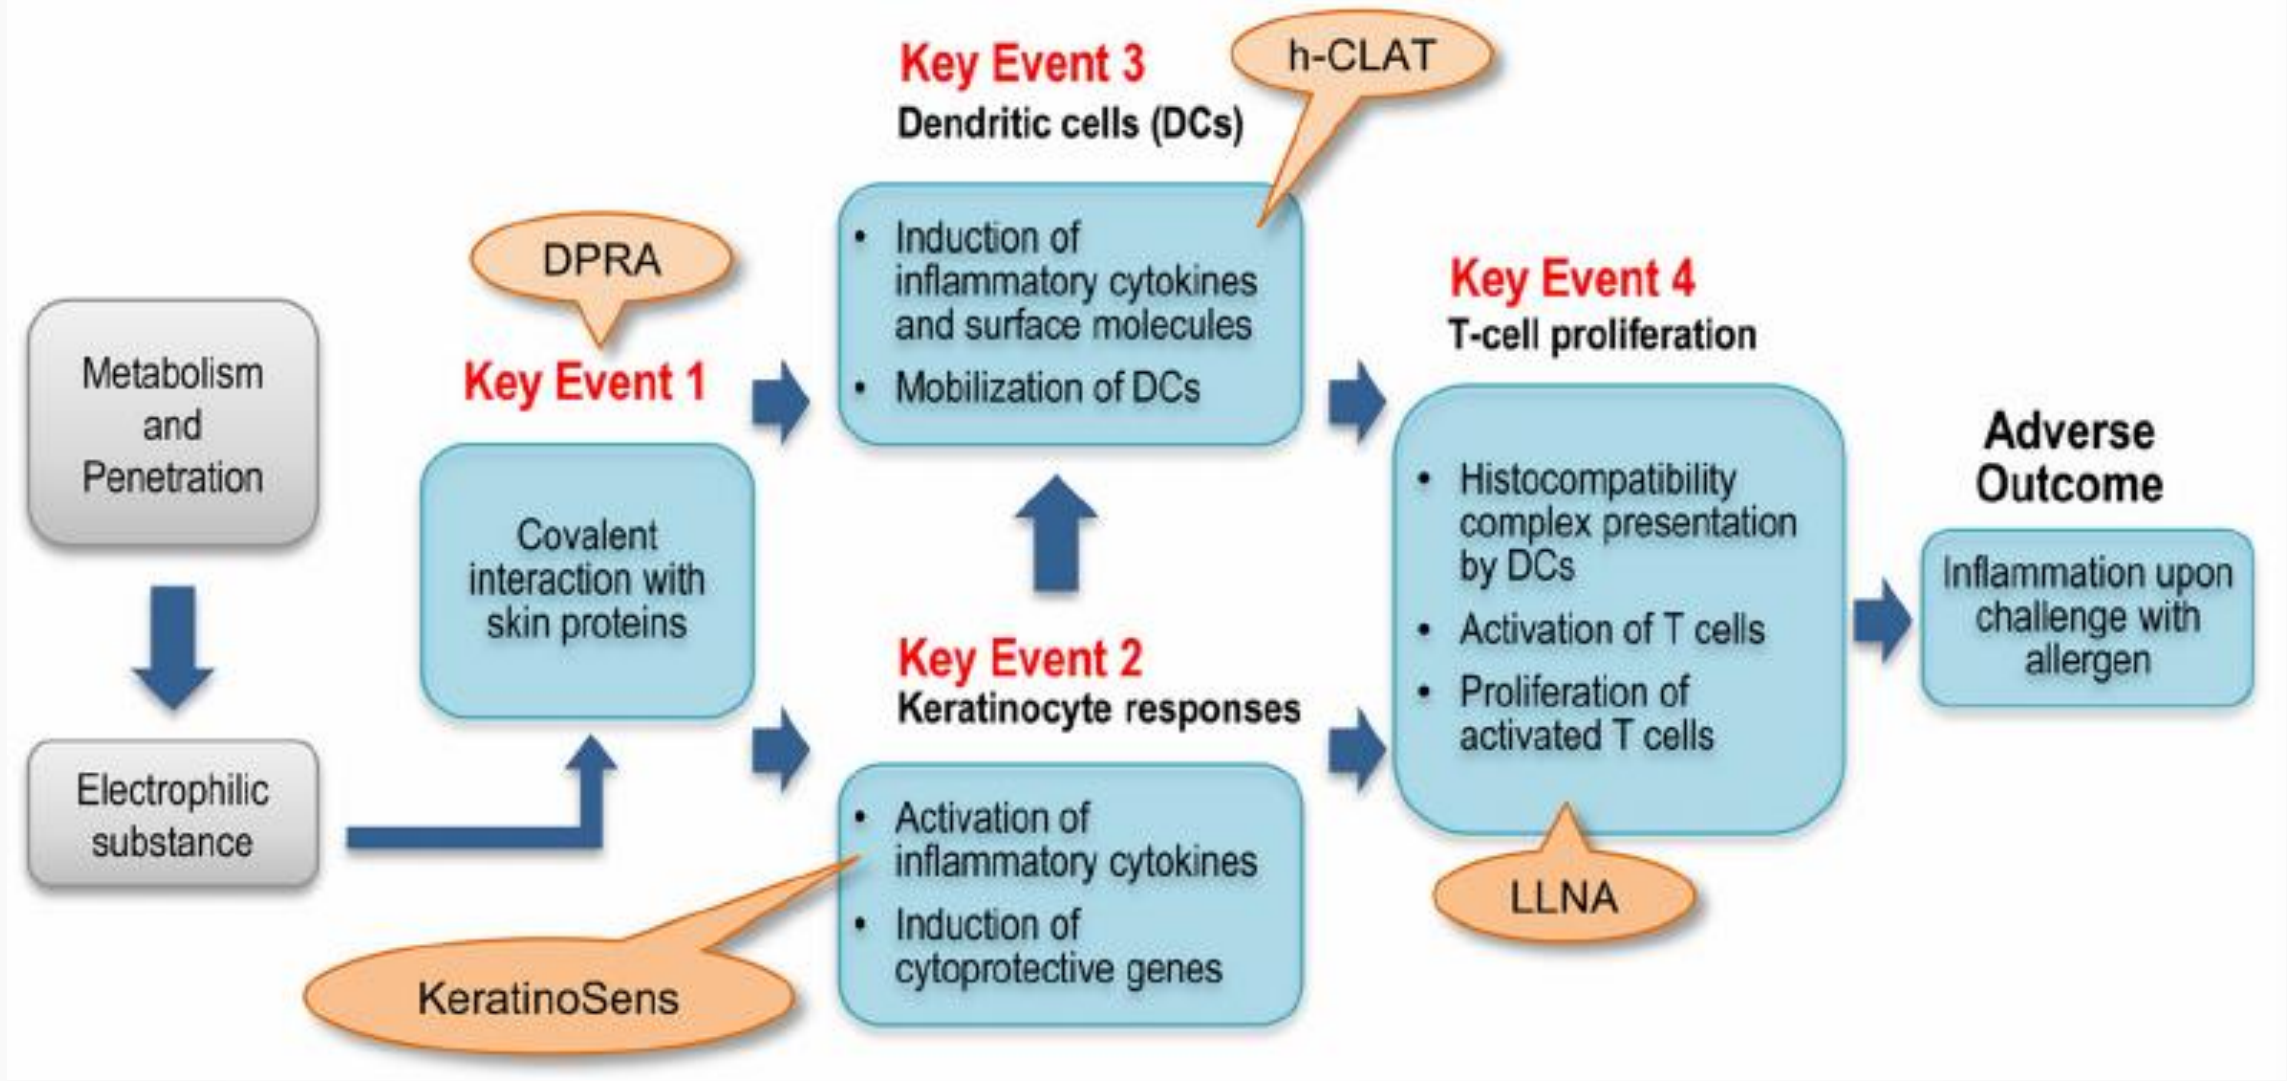 Metabolism
and
Penetration
Electrophilic
substance
DPRA
Key Event 1
Covalent
interaction with
skin proteins
Key Event 3
Dendritic cells (DCs)
h-CLAT
• Induction of
inflammatory cytokines
and surface molecules
• Mobilization of DCs
Key Event 2
Keratinocyte responses
• Activation of
inflammatory cytokines
• Induction of
cytoprotective genes
KeratinoSens
Key Event 4
T-cell proliferation
• Histocompatibility
complex presentation
by DCs
• Activation of T cells
• Proliferation of
activated T cells
LLNA
Adverse
Outcome
Inflammation upon
challenge with
allergen